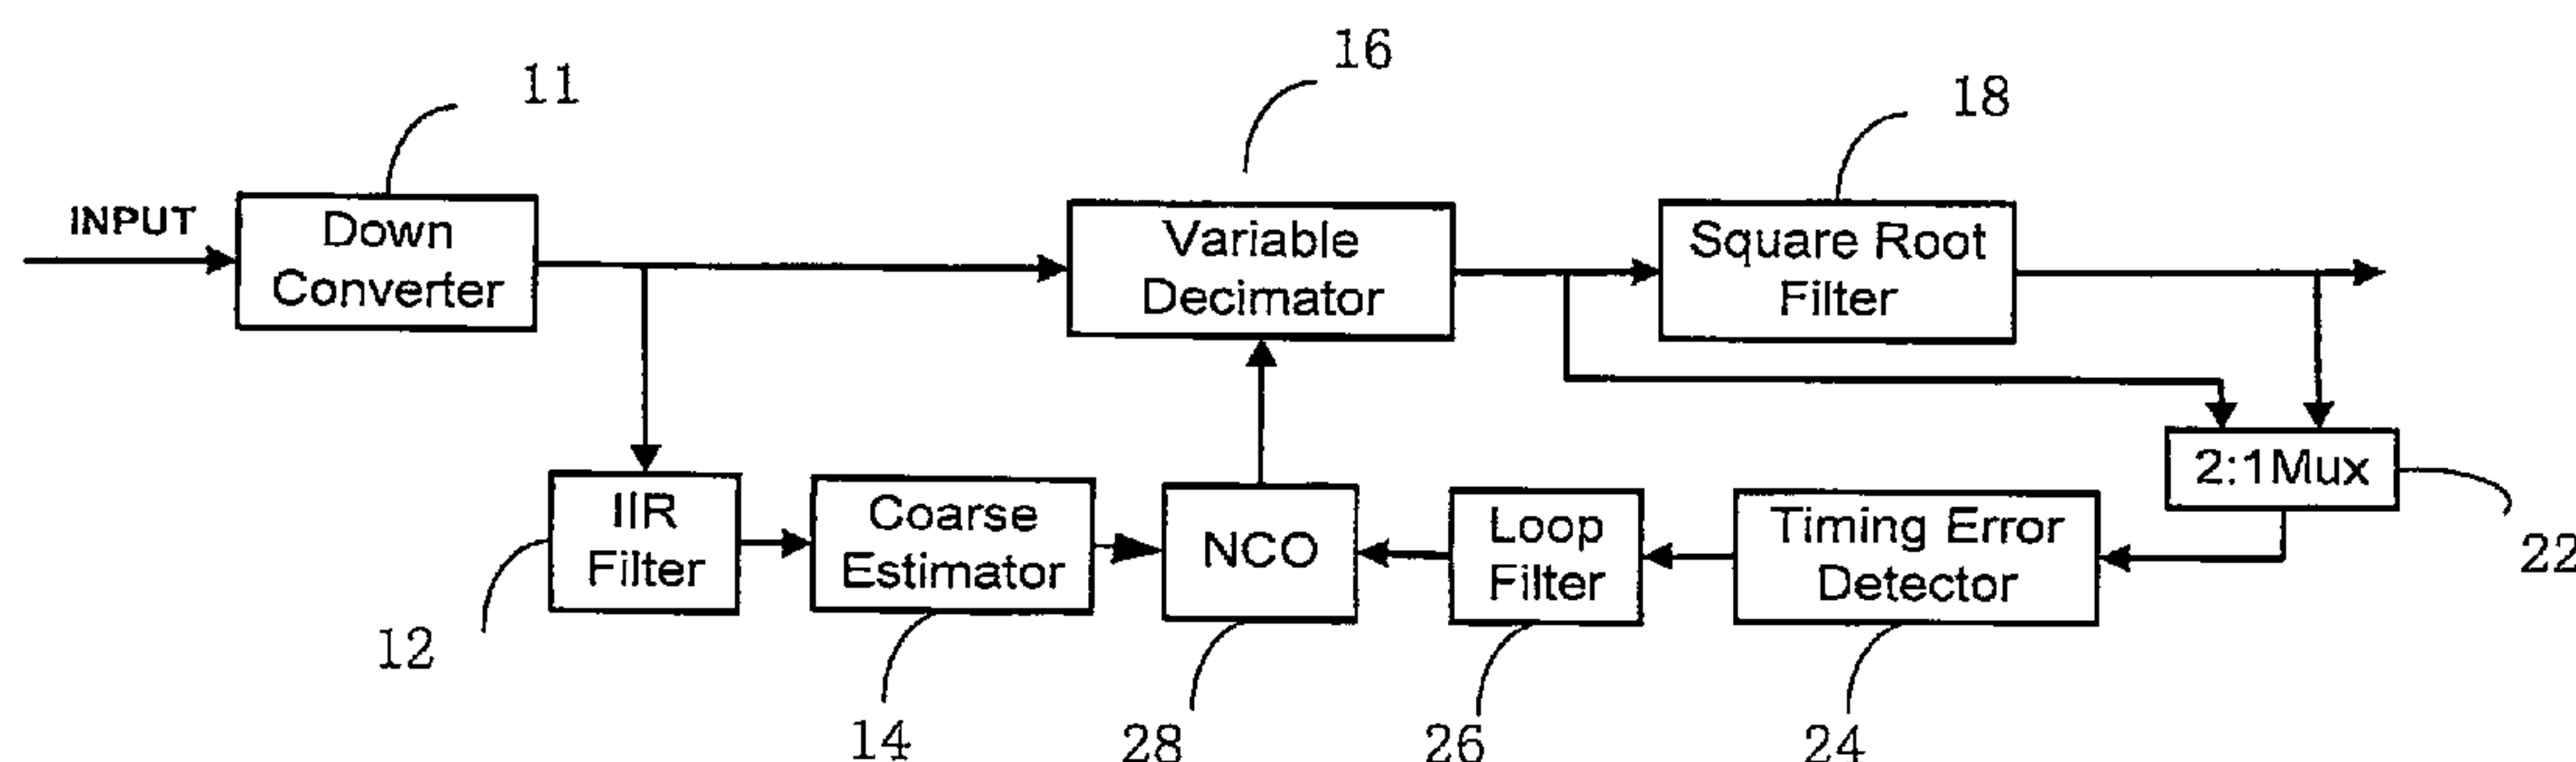 16
11
18
INPUT
Down
Converter
Variable
Decimator
Square Root
Filter
2:1Mux
IIR
Filter
Coarse
Estimator
NCO
Loop
Filter
Timing Error
Detector
22
12
14
28
26
24